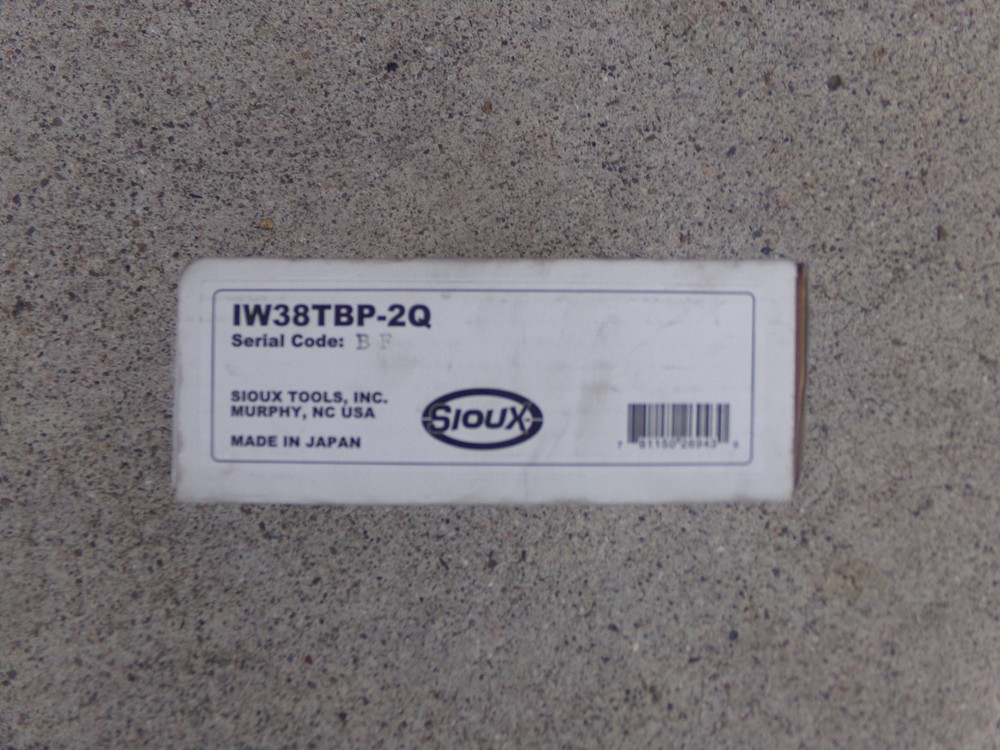 IW38TBP-2Q
Serial Code: B F
SIOUX TOOLS, INC.
MURPHY, NC USA
MADE IN JAPAN
SIOUX